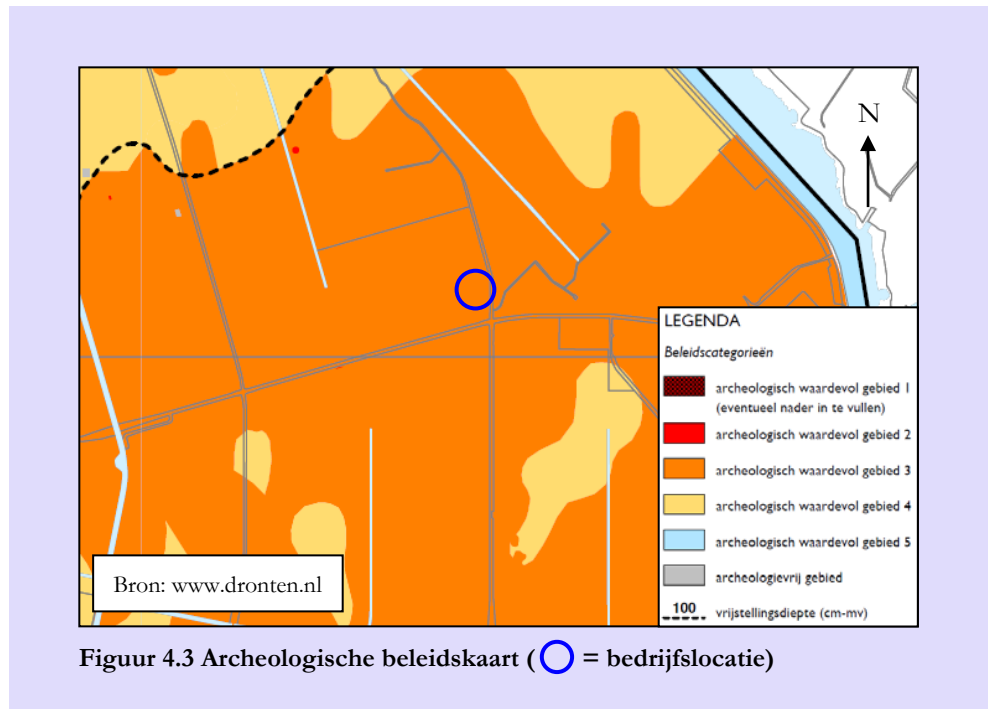 N
LEGENDA
Beleidscategorieën
archeologisch waardevol gebied 1
(eventueel nader in te vullen)
archeologisch waardevol gebied 2
archeologisch waardevol gebied 3
archeologisch waardevol gebied 4
archeologisch waardevol gebied 5
archeologievrij gebied
100 vrijstellingsdiepte (cm-mv)
Bron: www.dronten.nl
Figuur 4.3 Archeologische beleidskaart ( = bedrijfslocatie)